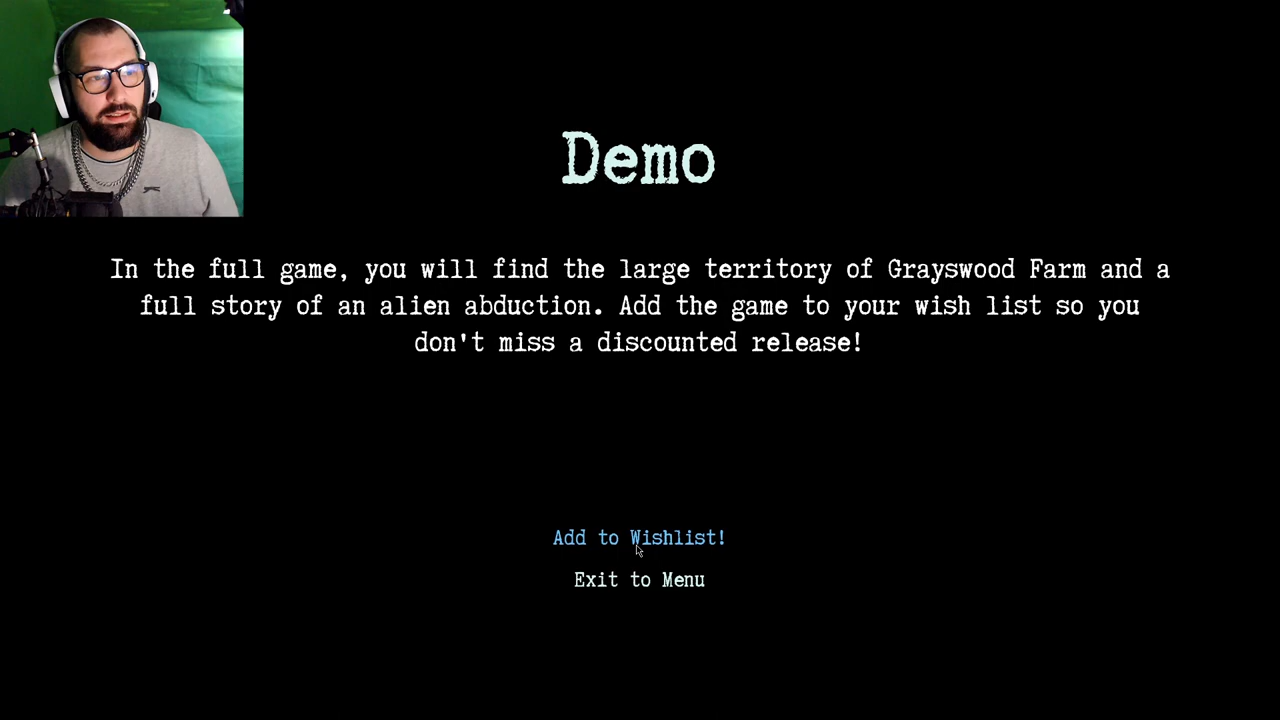 Demo
In the full game, you will find the large territory of Grayswood Farm and a
full story of an alien abduction. Add the game to your wish list so you
don't miss a discounted release!
Add to Wishlist!
Exit to Menu